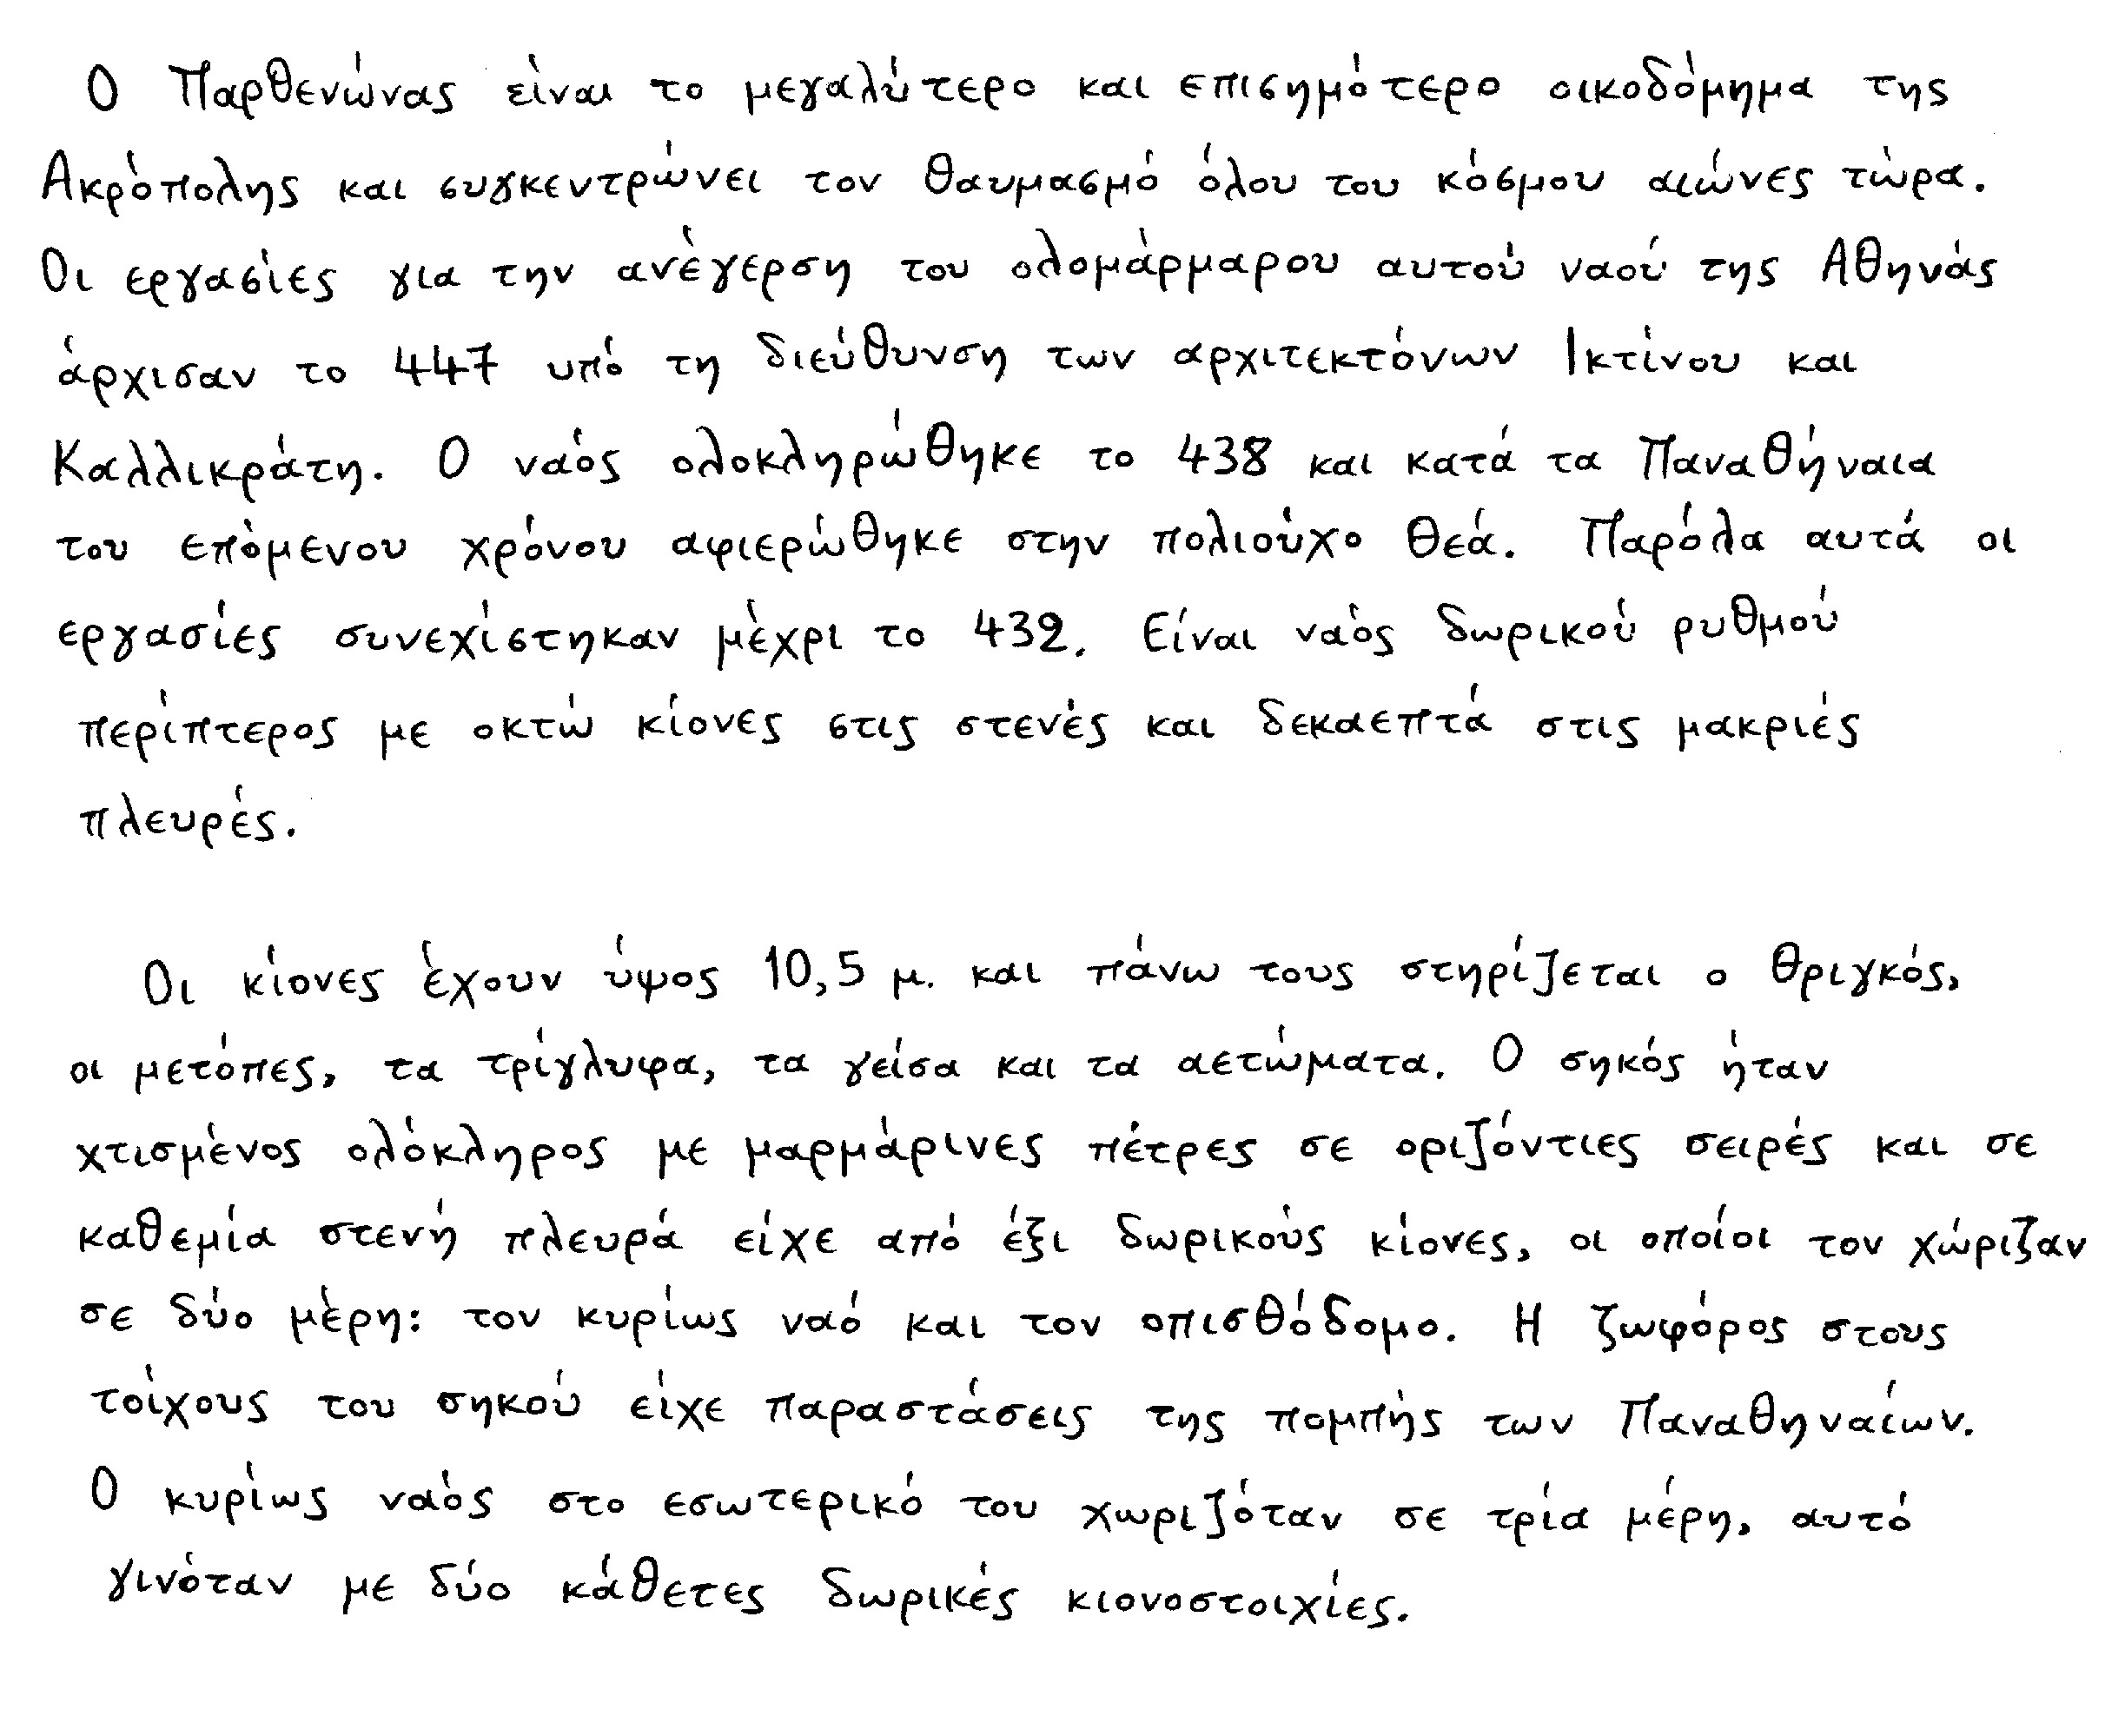 Ο Παρθενώνας είναι το μεγαλύτερο και επισημότερο οικοδόμημα της
Ακρόπολης και συγκεντρώνει τον θαυμασμό όλου του κόσμου αιώνες τώρα.
Οι εργασίες για την ανέγερση του ολομάρμαρου αυτού ναού της Αθηνάς
άρχισαν το 447 υπό τη διεύθυνση των αρχιτεκτόνων Ικτίνου και
Καλλικράτη. Ο ναός ολοκληρώθηκε το 438 και κατά τα Παναθήναια
του επόμενου χρόνου αφιερώθηκε στην πολιούχο θεά. Παρόλα αυτά οι
εργασίες συνεχίστηκαν μέχρι το 432. Είναι ναός δωρικού ρυθμού
περίπτερος με οκτώ κίονες στις στενές και δεκαεπτά στις μακριές
πλευρές.
Οι κίονες έχουν ύψος 10,5 μ. και πάνω τους στηρίζεται ο θριγκός,
οι μετόπες, τα τρίγλυφα, τα γείσα και τα αετώματα. Ο σηκός ήταν
χτισμένος ολόκληρος με μαρμάρινες πέτρες σε οριζόντιες σειρές και σε
καθεμία στενή πλευρά είχε από έξι δωρικούς κίονες, οι οποίοι τον χώριζαν
σε δύο μέρη: τον κυρίως ναό και τον οπισθόδομο. Η ζωφόρος στους
τοίχους του σηκού είχε παραστάσεις της πομπής των Παναθηναίων.
Ο κυρίως ναός στο εσωτερικό του χωριζόταν σε τρία μέρη, αυτό
γινόταν με δύο κάθετες δωρικές κιονοστοιχίες.